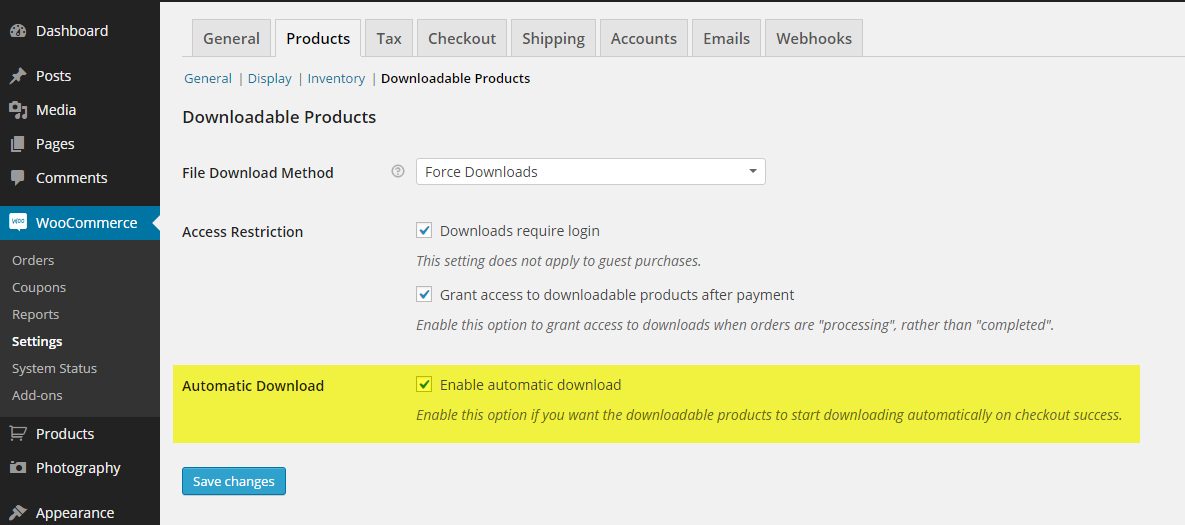 Dashboard
Posts
Media
Pages
Comments
WOO WooCommerce
Orders
Coupons
Reports
Settings
System Status
Add-ons
Products
Photography
Appearance
General Products Tax Checkout Shipping Accounts Emails Webhooks
General | Display | Inventory | Downloadable Products
Downloadable Products
File Download Method ? Force Downloads
Access Restriction Downloads require login
This setting does not apply to guest purchases.
Grant access to downloadable products after payment
Enable this option to grant access to downloads when orders are "processing", rather than "completed".
Automatic Download Enable automatic download
Enable this option if you want the downloadable products to start downloading automatically on checkout success.
Save changes